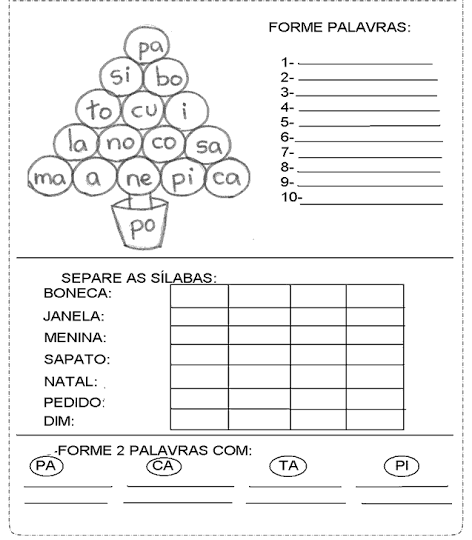 FORME PALAVRAS:
pa
si bo
to cu i
la no co sa
ma a ne pi ca
po
1-
2-
3-
4-
5-
6-
7-
8-
9-
10-
SEPARE AS SÍLABAS:
BONECA:
JANELA:
MENINA:
SAPATO:
NATAL:
PEDIDO:
DIM:
-FORME 2 PALAVRAS COM:
PA CA TA PI